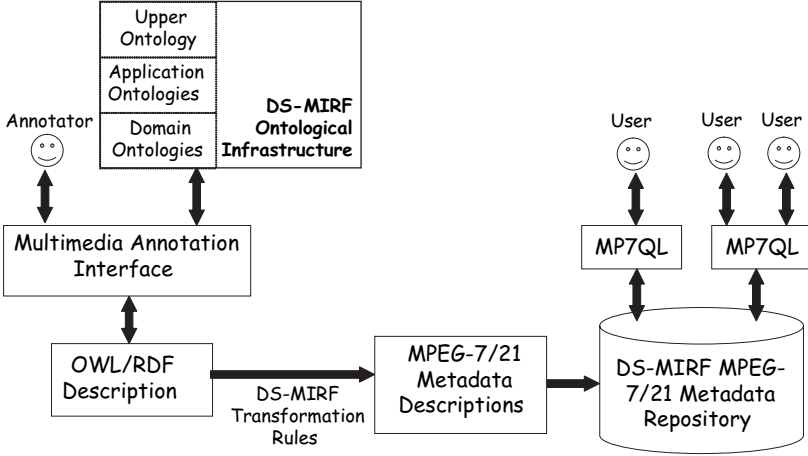 Upper
Ontology
Application
Ontologies
Domain
Ontologies
DS-MIRF
Ontological
Infrastructure
Annotator
User
User
User
Multimedia Annotation
Interface
MP7QL
MP7QL
OWL/RDF
Description
DS-MIRF
Transformation
Rules
MPEG-7/21
Metadata
Descriptions
DS-MIRF MPEG-
7/21 Metadata
Repository